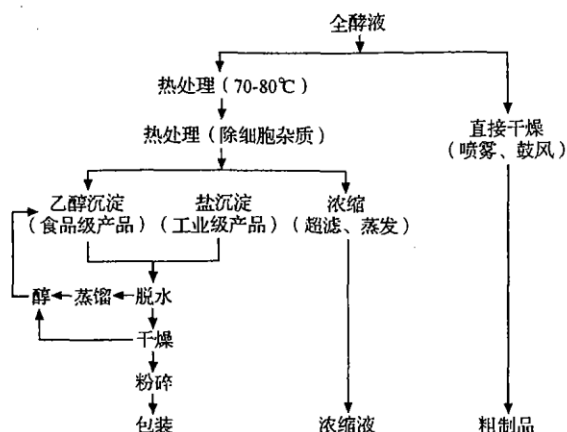 全酵液
热处理（70-80℃）
热处理（除细胞杂质）
直接干燥
（喷雾、鼓风）
乙醇沉淀
（食品级产品）
盐沉淀
（工业级产品）
浓缩
（超滤、蒸发）
醇
蒸馏
脱水
干燥
粉碎
包装
浓缩液
粗制品